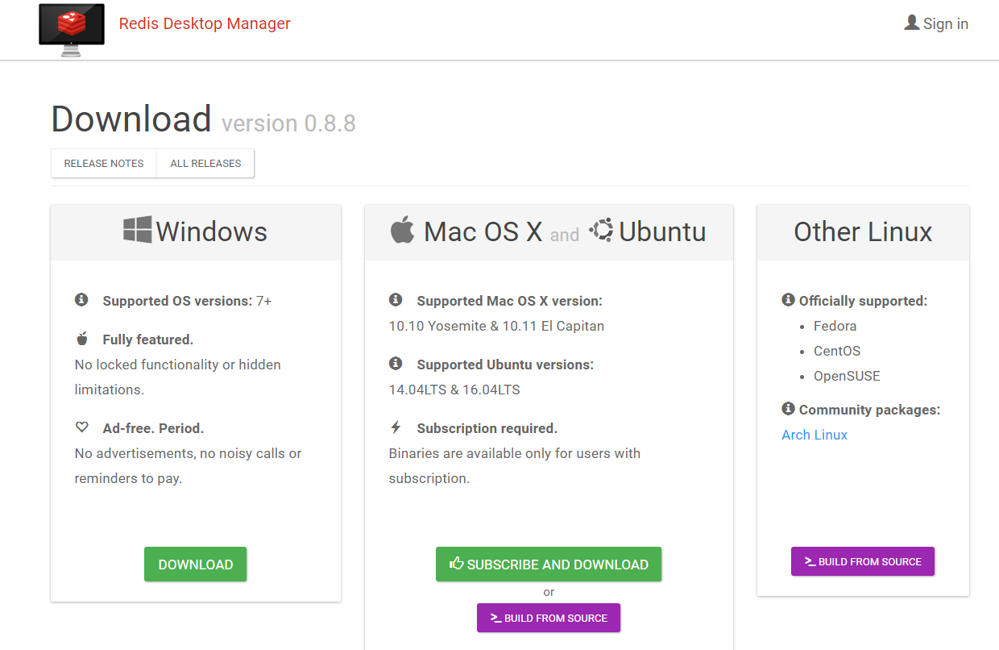 Redis Desktop Manager
Sign in
Download version 0.8.8
RELEASE NOTES
ALL RELEASES
Windows
Supported OS versions: 7+
Fully featured.
No locked functionality or hidden
limitations.
Ad-free. Period.
No advertisements, no noisy calls or
reminders to pay.
DOWNLOAD
Mac OS X and Ubuntu
Supported Mac OS X version:
10.10 Yosemite & 10.11 El Capitan
Supported Ubuntu versions:
14.04LTS & 16.04LTS
Subscription required.
Binaries are available only for users with
subscription.
SUBSCRIBE AND DOWNLOAD
or
BUILD FROM SOURCE
Other Linux
Officially supported:
Fedora
CentOS
OpenSUSE
Community packages:
Arch Linux
BUILD FROM SOURCE